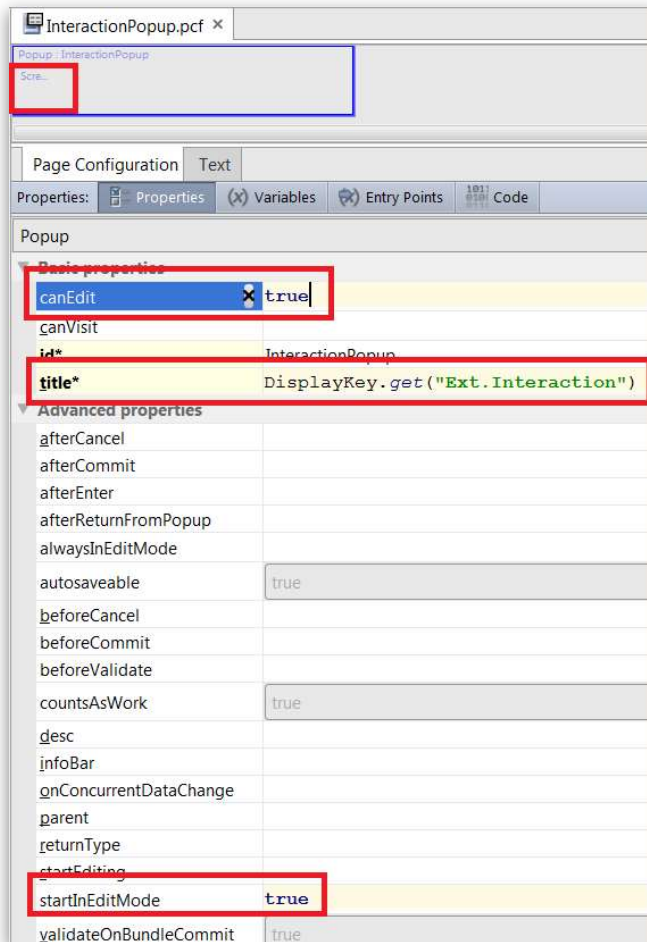 InteractionPopup.pcf ×
Popup : InteractionPopup
Scre...
Page Configuration Text
Properties: Properties (x) Variables Entry Points Code
Popup
Basic properties
canEdit true
canVisit
id* InteractionPopup
title* DisplayKey.get("Ext.Interaction")
Advanced properties
afterCancel
afterCommit
afterEnter
afterReturnFromPopup
alwaysInEditMode
autosaveable true
beforeCancel
beforeCommit
beforeValidate
countsAsWork true
desc
infoBar
onConcurrentDataChange
parent
returnType
startEditing
startInEditMode true
validateOnBundleCommit true